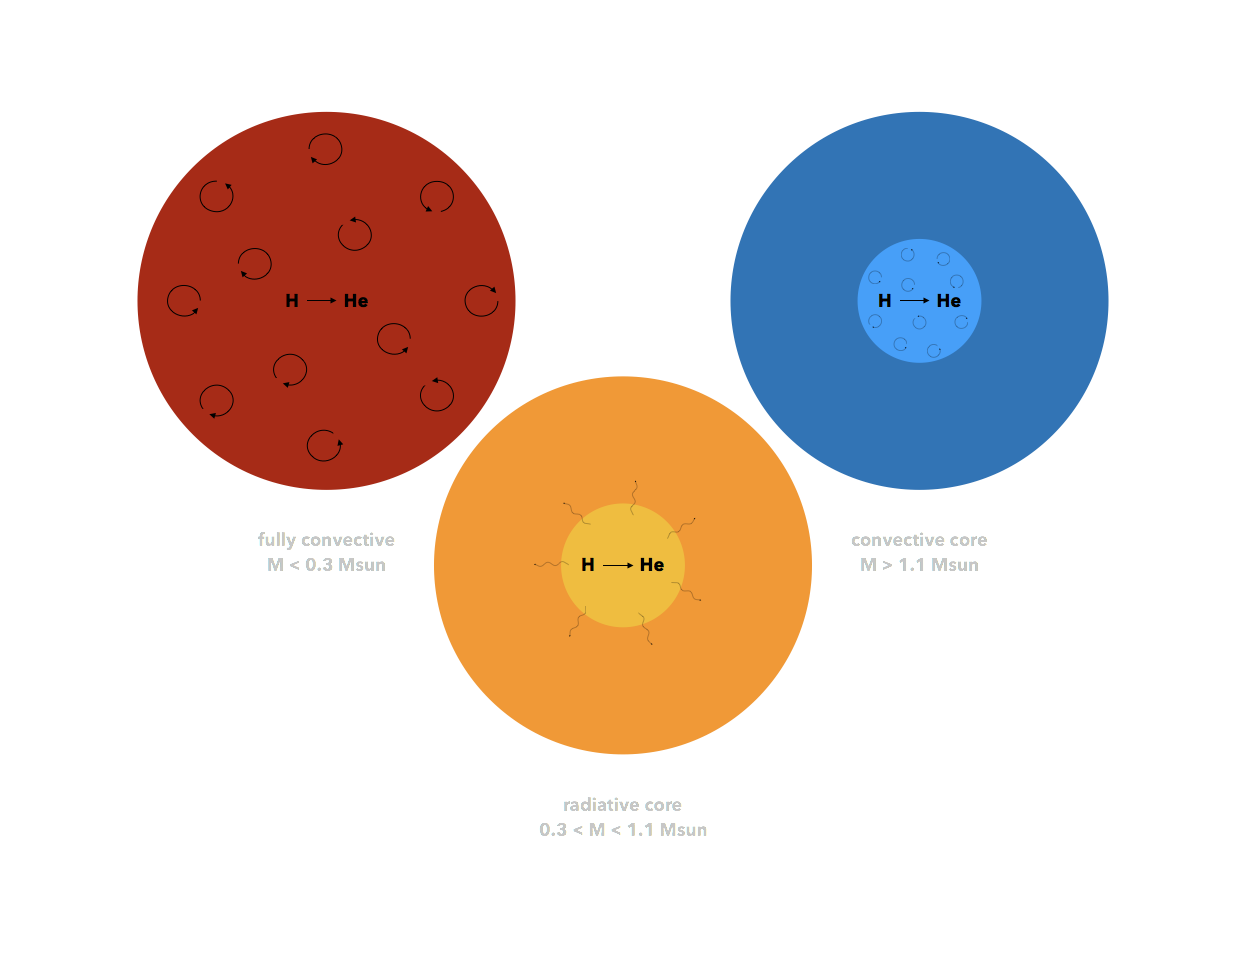 H → He
fully convective
M < 0.3 Msun
H → He
convective core
M > 1.1 Msun
H → He
radiative core
0.3 < M < 1.1 Msun